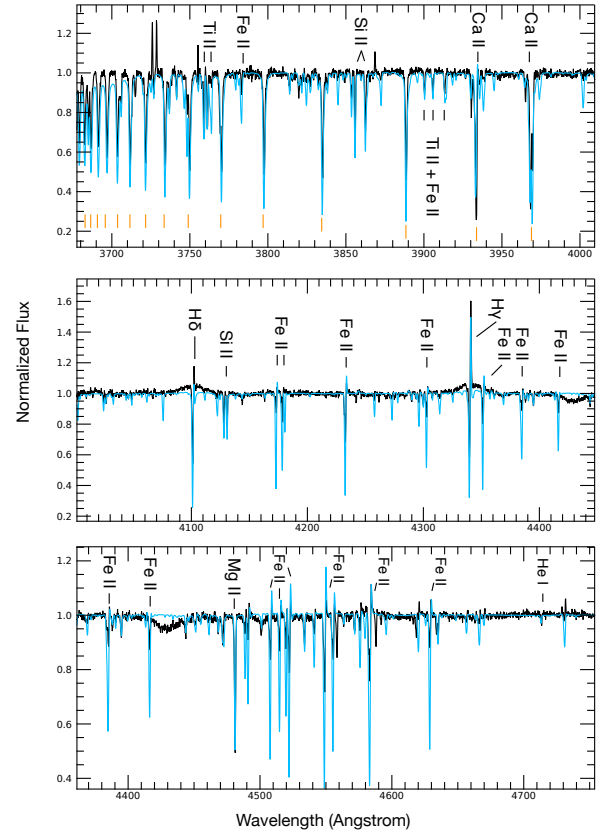 Ti II
Fe II
Si II <
Ca II
Ca II
1.4
1.2
1.0
0.8
0.6
0.4
0.2
Ti II + Fe II
3700
3750
3800
3850
3900
3950
4000
Normalized Flux
1.6
1.4
1.2
1.0
0.8
0.6
0.4
0.2
Hδ
Si II
Fe II
Fe II
Fe II
Hγ
Fe II
Fe II
Fe II
4100
4200
4300
4400
1.2
1.0
0.8
0.6
0.4
Fe II
Fe II
Mg II
Fe II
Fe II
Fe II
Fe II
He I
4400
4500
4600
4700
Wavelength (Angstrom)